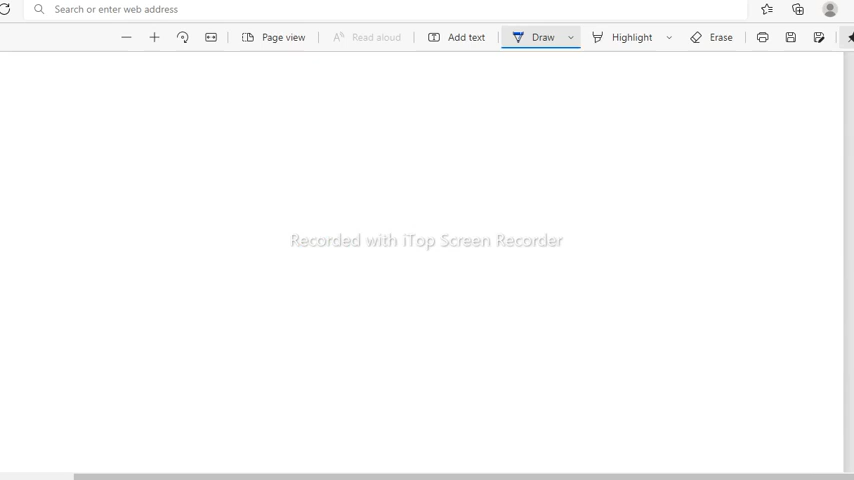 Search or enter web address
Page view
Read aloud
Add text
Draw
Highlight
Erase
Recorded with iTop Screen Recorder